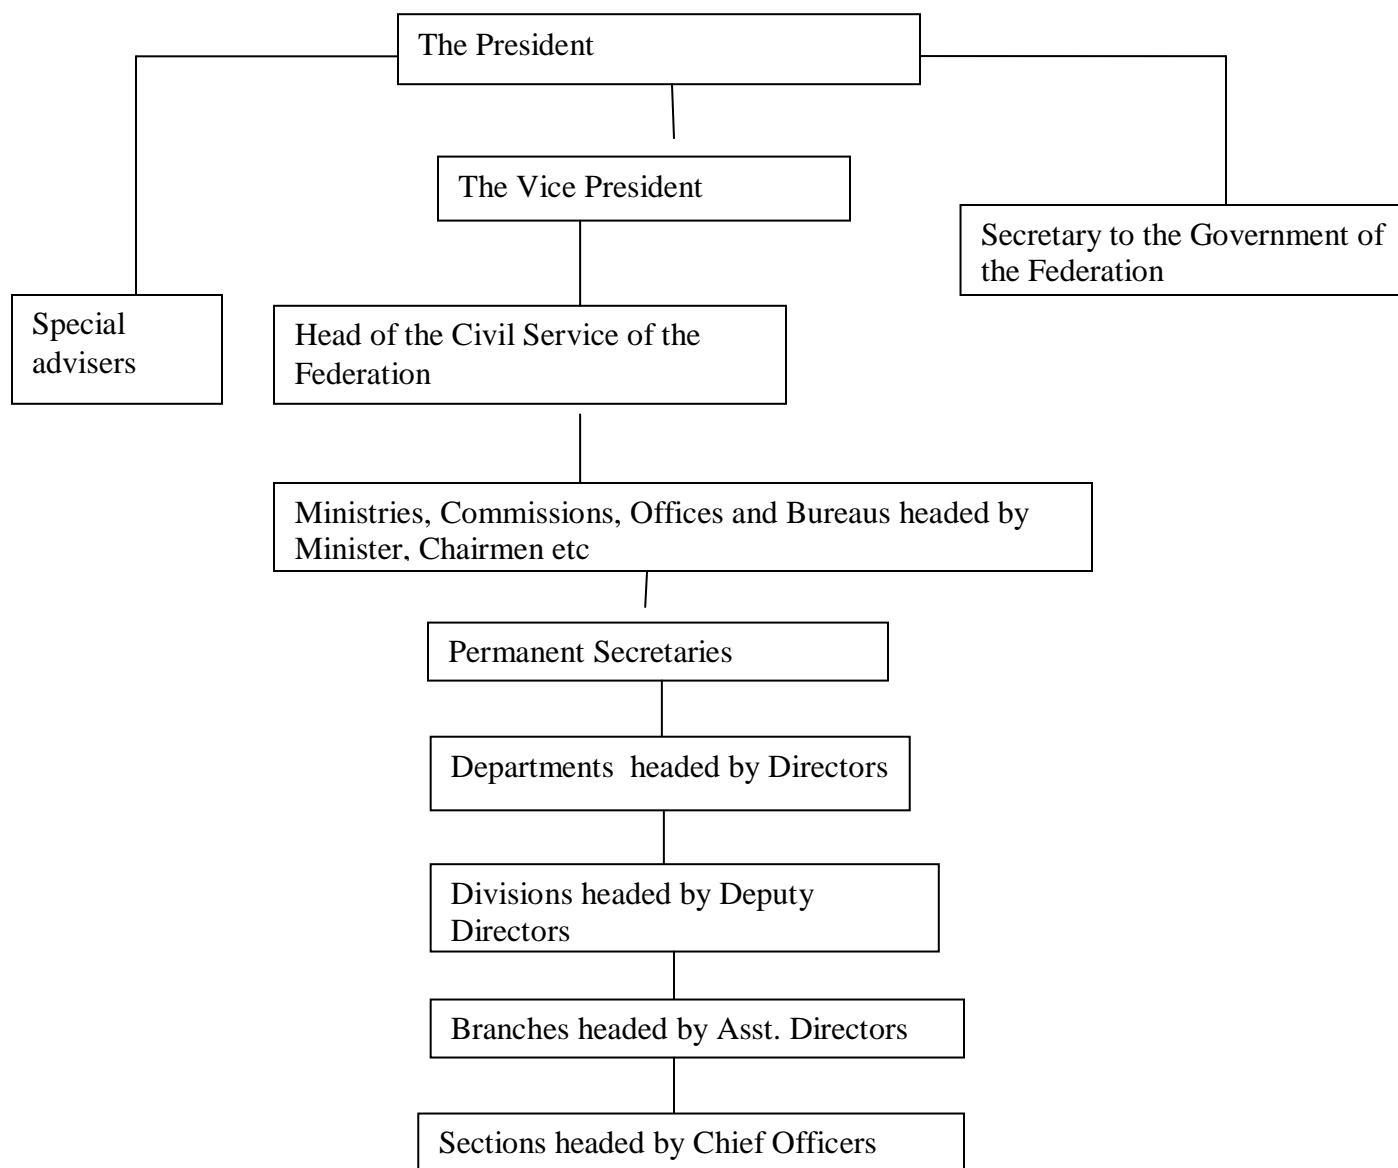 The President
The Vice President
Secretary to the Government of
the Federation
Special
advisers
Head of the Civil Service of the
Federation
Ministries, Commissions, Offices and Bureaus headed by
Minister, Chairmen etc
Permanent Secretaries
Departments  headed by Directors
Divisions headed by Deputy
Directors
Branches headed by Asst. Directors
Sections headed by Chief Officers